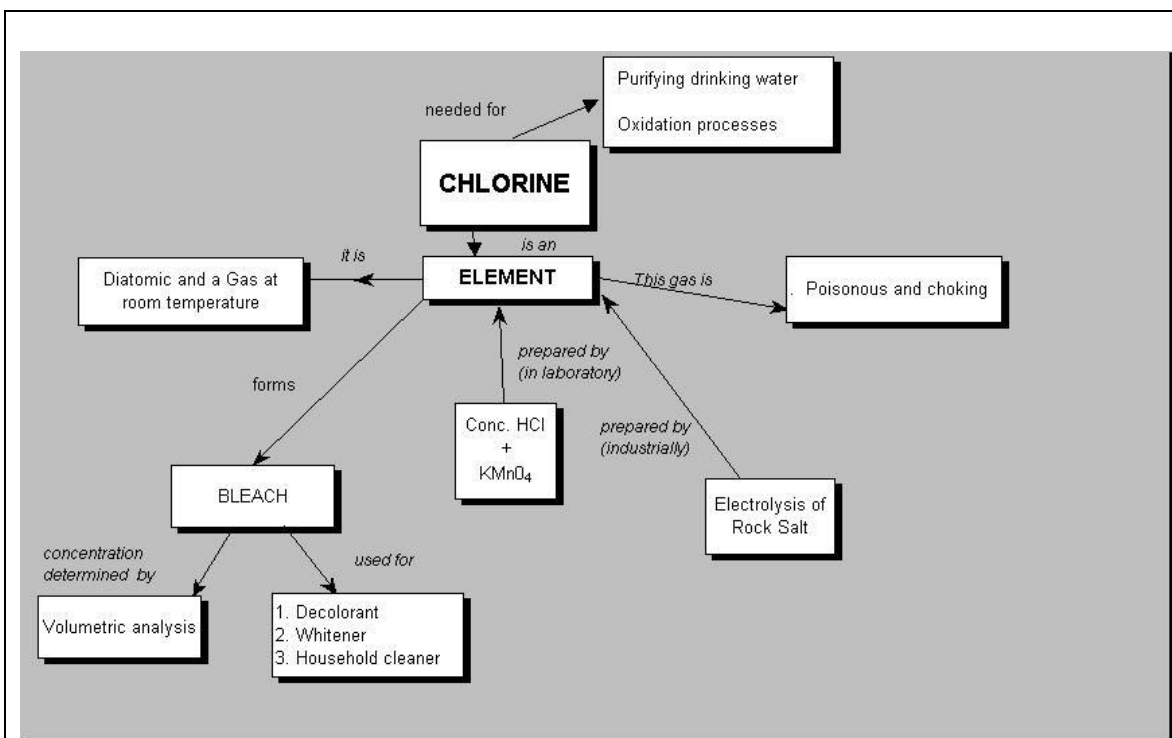 Purifying drinking water
Oxidation processes
needed for
CHLORINE
is an
it is
ELEMENT
This gas is
Diatomic and a Gas at
room temperature
. Poisonous and choking
prepared by
(in laboratory)
forms
Conc. HCl
+
KMnO₄
prepared by
(industrially)
BLEACH
Electrolysis of
Rock Salt
concentration
determined by
used for
Volumetric analysis
1. Decolorant
2. Whitener
3. Household cleaner